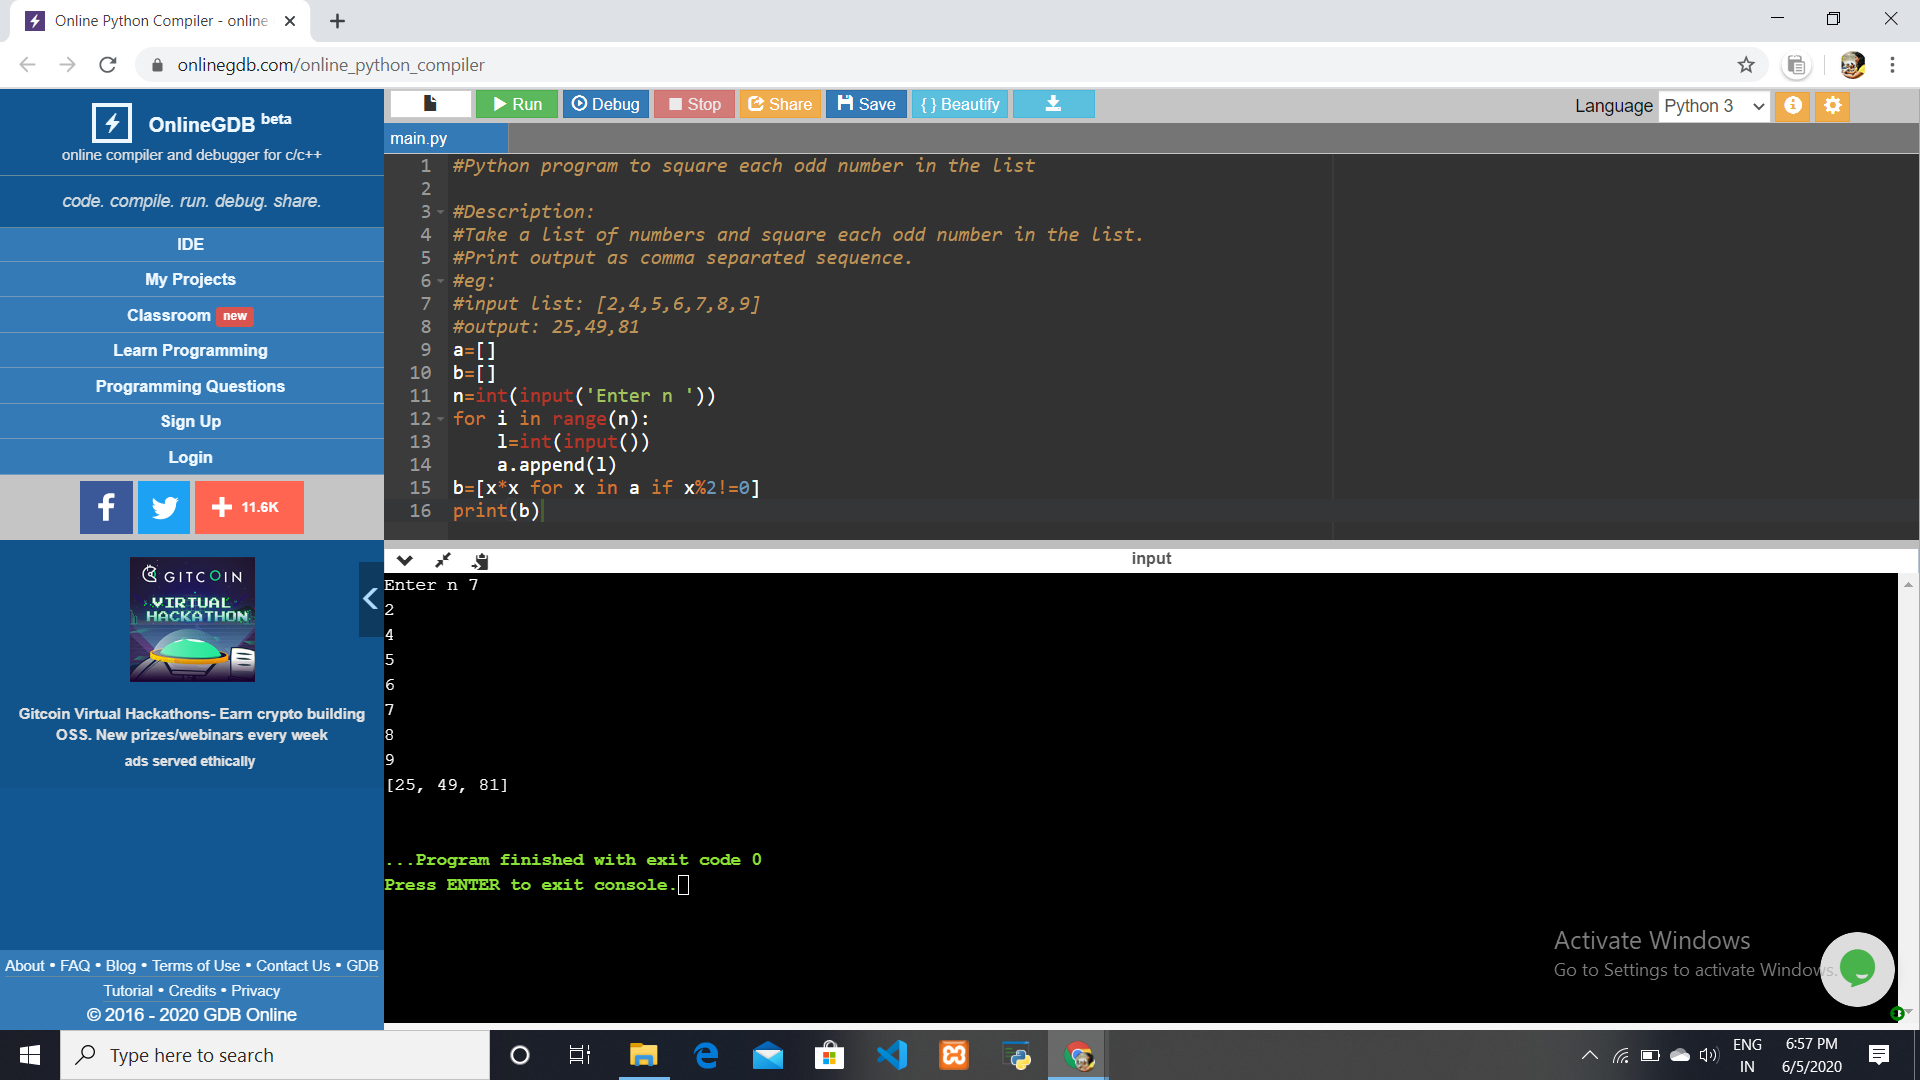 Online Python Compiler - online
onlinegdb.com/online_python_compiler
OnlineGDB beta
online compiler and debugger for c/c++
code. compile. run. debug. share.
IDE
My Projects
Classroom new
Learn Programming
Programming Questions
Sign Up
Login
11.6K
GITCOIN
VIRTUAL
HACKATHON
Gitcoin Virtual Hackathons- Earn crypto building
OSS. New prizes/webinars every week
ads served ethically
About • FAQ • Blog • Terms of Use • Contact Us • GDB
Tutorial • Credits • Privacy
© 2016 - 2020 GDB Online
Run Debug Stop Share Save { } Beautify
Language Python 3
main.py
1 #Python program to square each odd number in the list
2
3 #Description:
4 #Take a list of numbers and square each odd number in the list.
5 #Print output as comma separated sequence.
6 #eg:
7 #input list: [2,4,5,6,7,8,9]
8 #output: 25,49,81
9 a=[]
10 b=[]
11 n=int(input('Enter n '))
12 for i in range(n):
13     l=int(input())
14     a.append(l)
15 b=[x*x for x in a if x%2!=0]
16 print(b)
input
Enter n 7
2
4
5
6
7
8
9
[25, 49, 81]
...Program finished with exit code 0
Press ENTER to exit console.
Activate Windows
Go to Settings to activate Windows.
Type here to search
ENG
IN
6:57 PM
6/5/2020